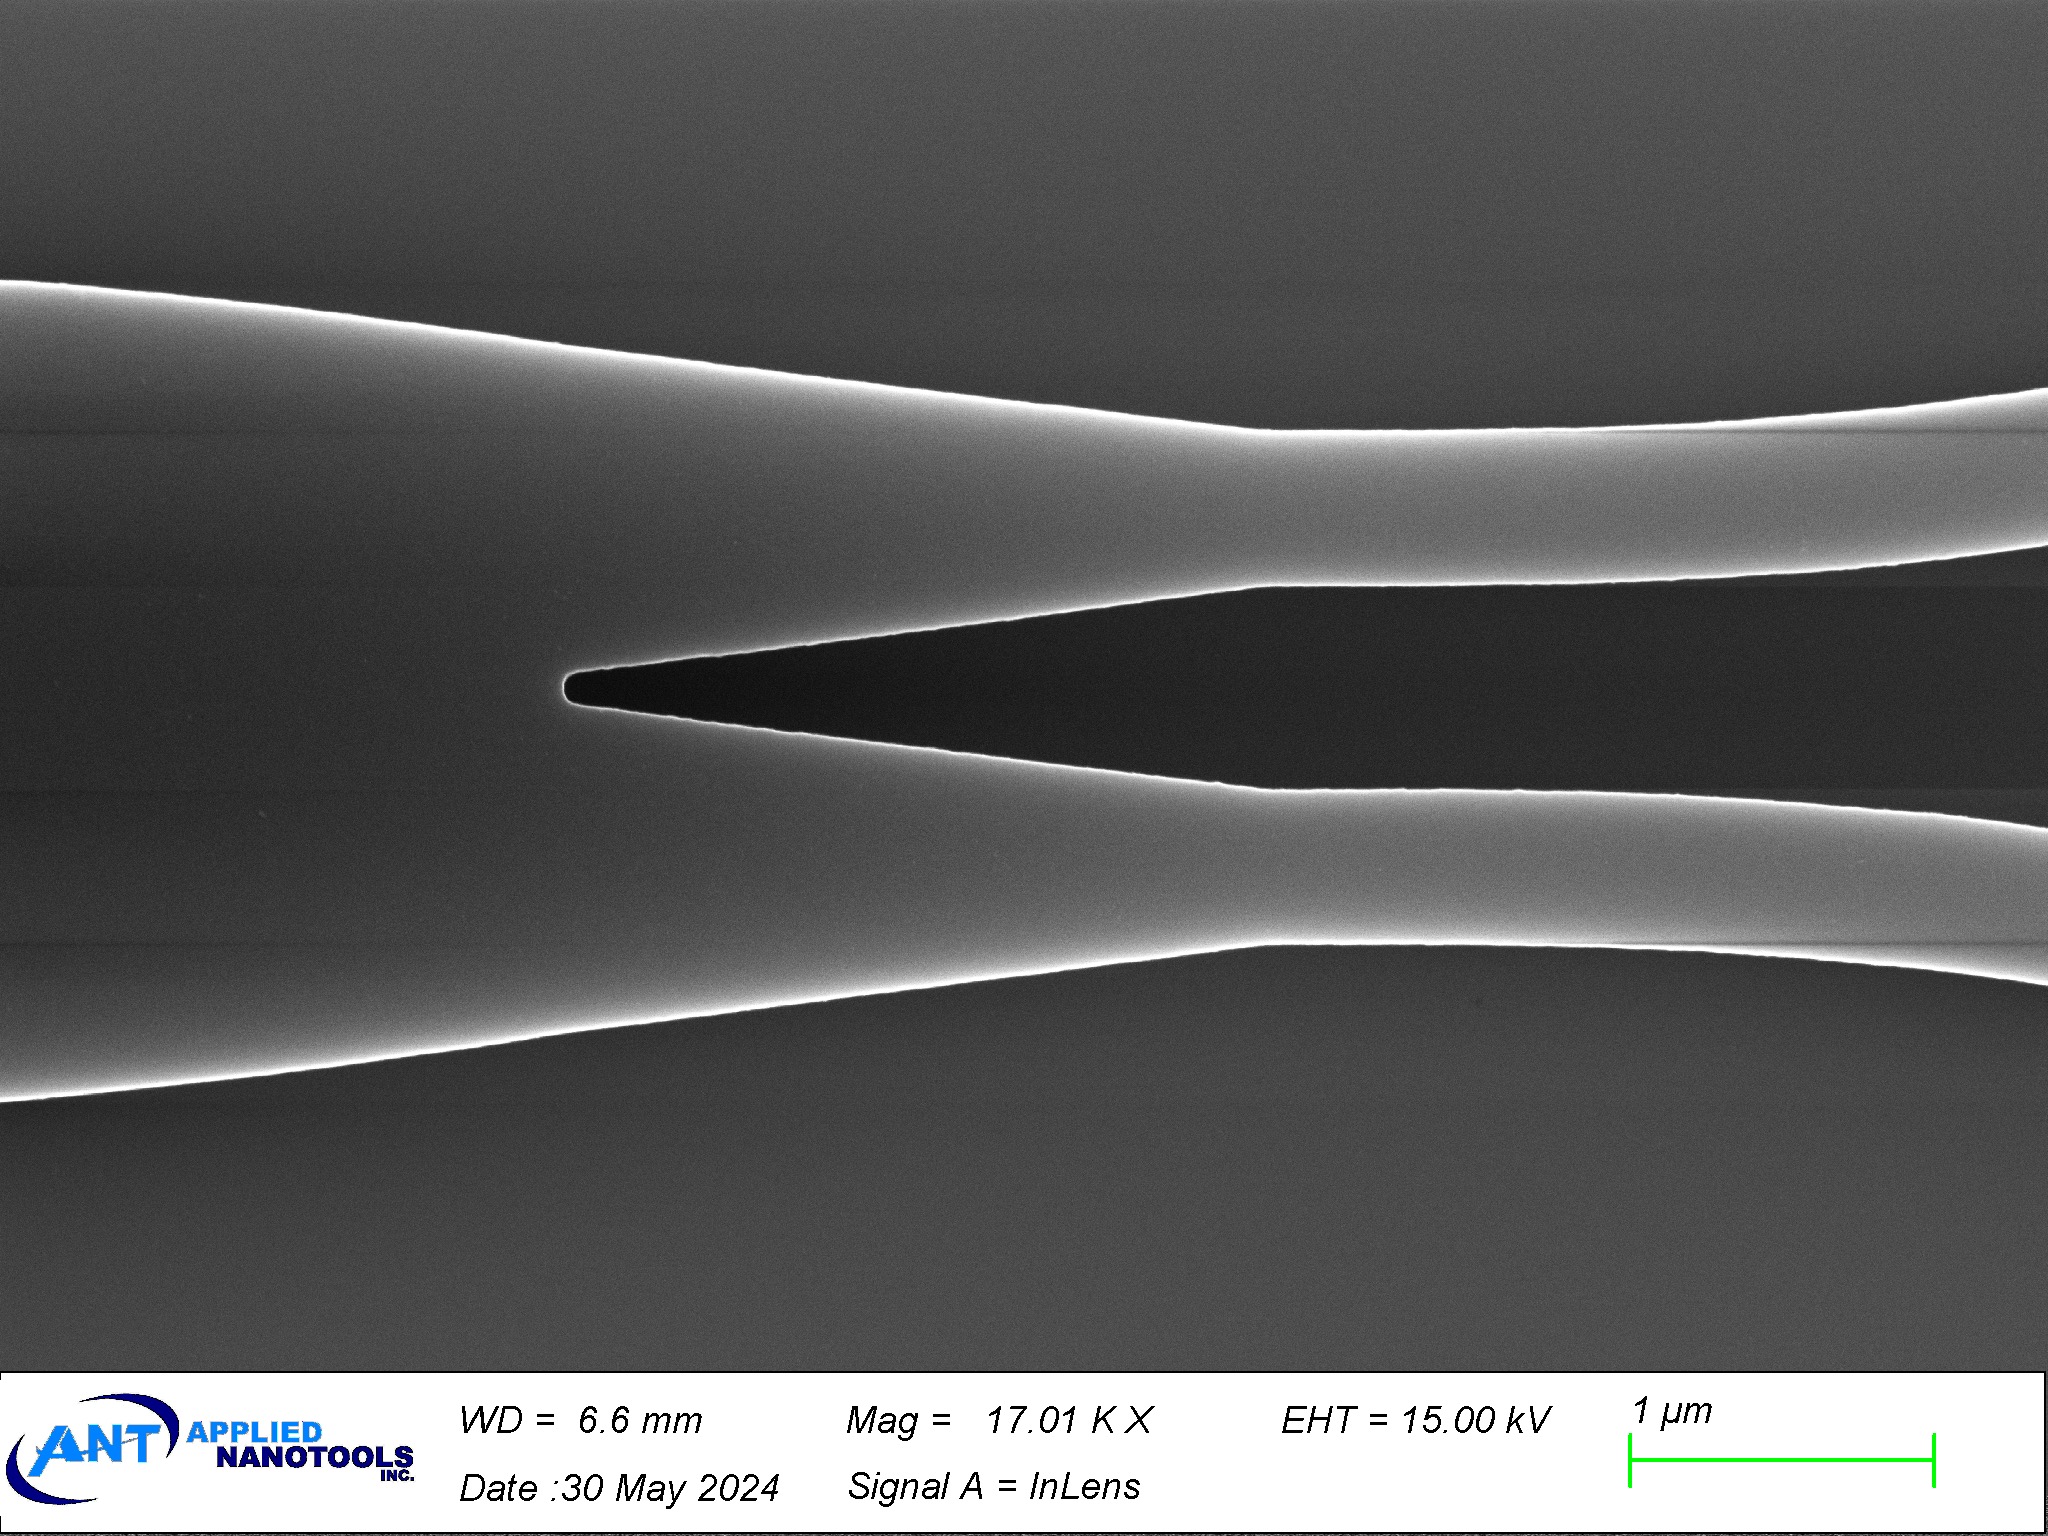 ANT APPLIED NANOTOOLS INC.
WD = 6.6 mm
Mag = 17.01 K X
EHT = 15.00 kV
1 µm
Date :30 May 2024
Signal A = InLens